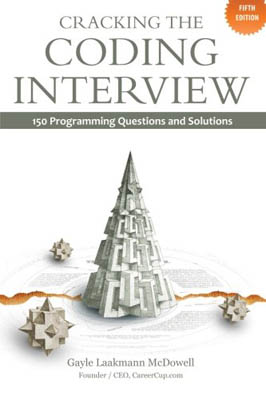 CRACKING THE
CODING
INTERVIEW
FIFTH
EDITION
150 Programming Questions and Solutions
Gayle Laakmann McDowell
Founder / CEO, CareerCup.com